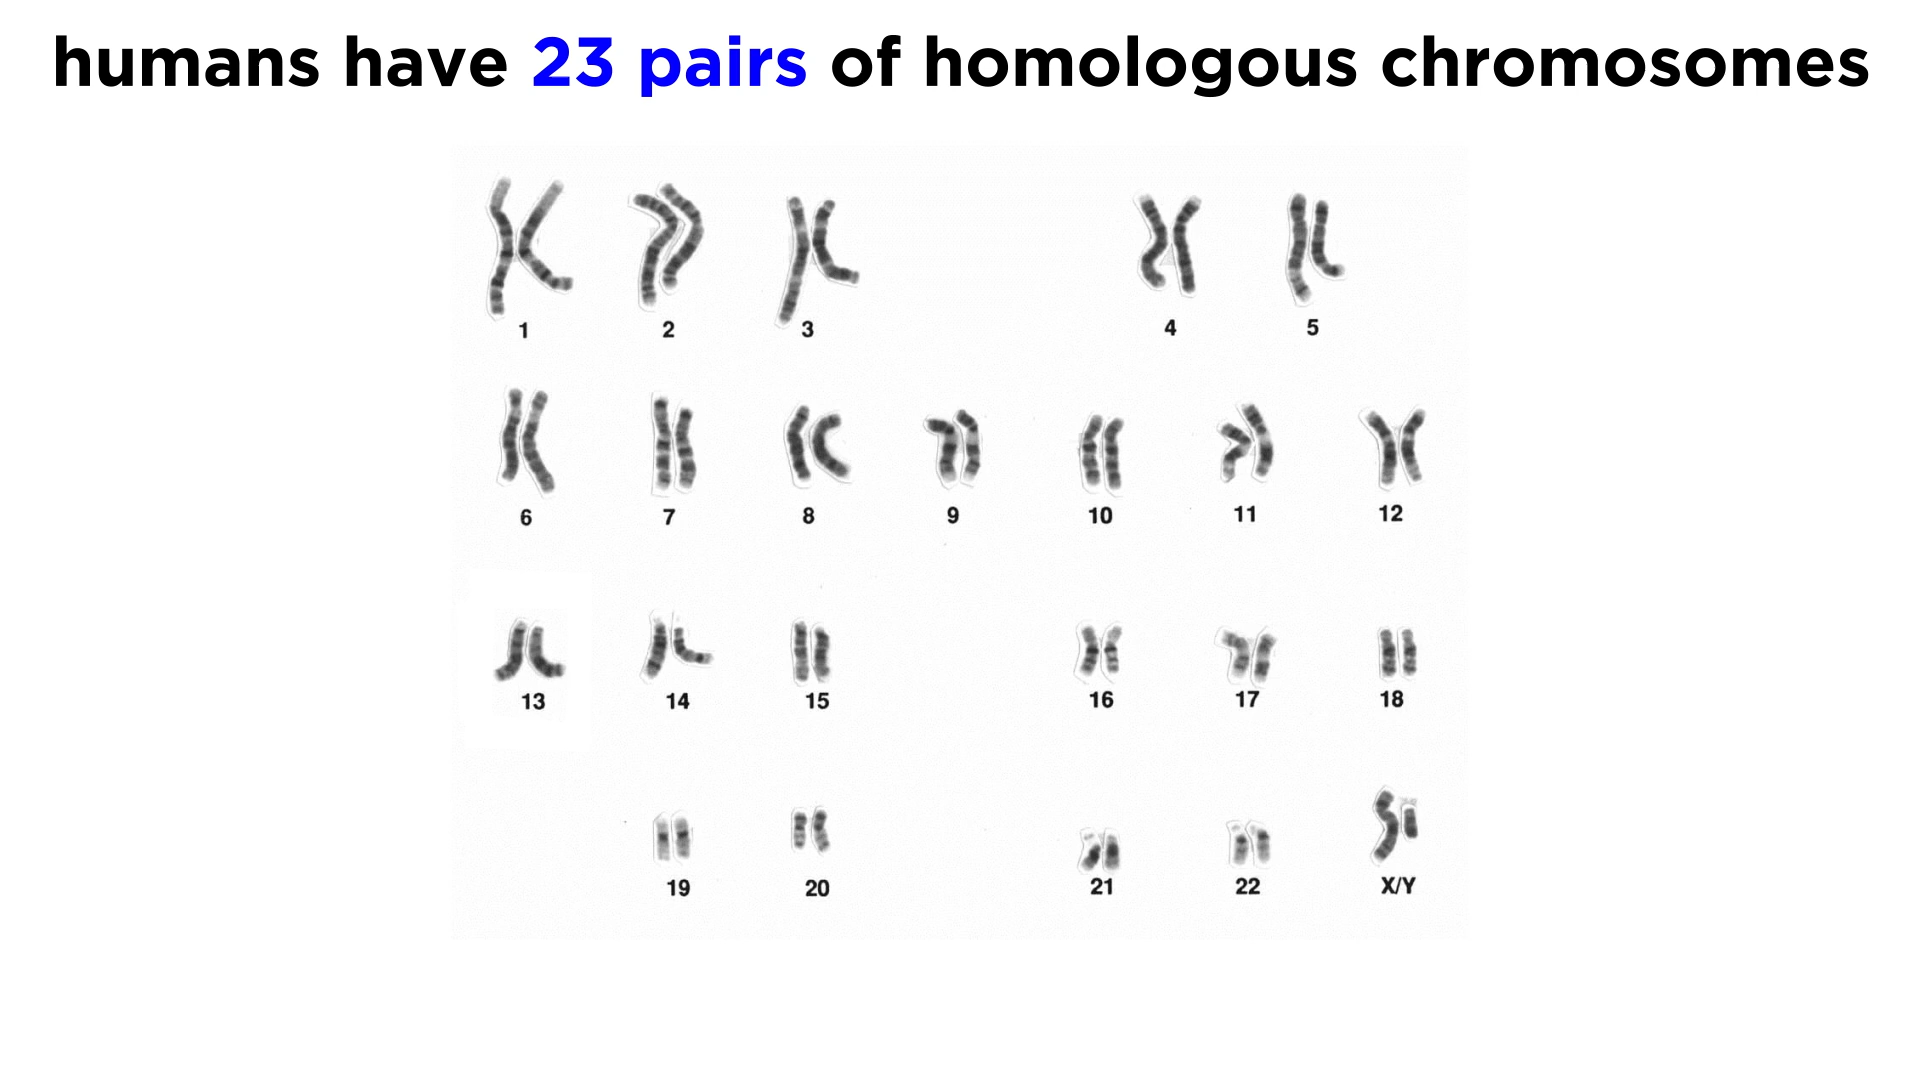 humans have 23 pairs of homologous chromosomes
1 2 3 4 5
6 7 8 9 10 11 12
13 14 15 16 17 18
19 20 21 22 X/Y